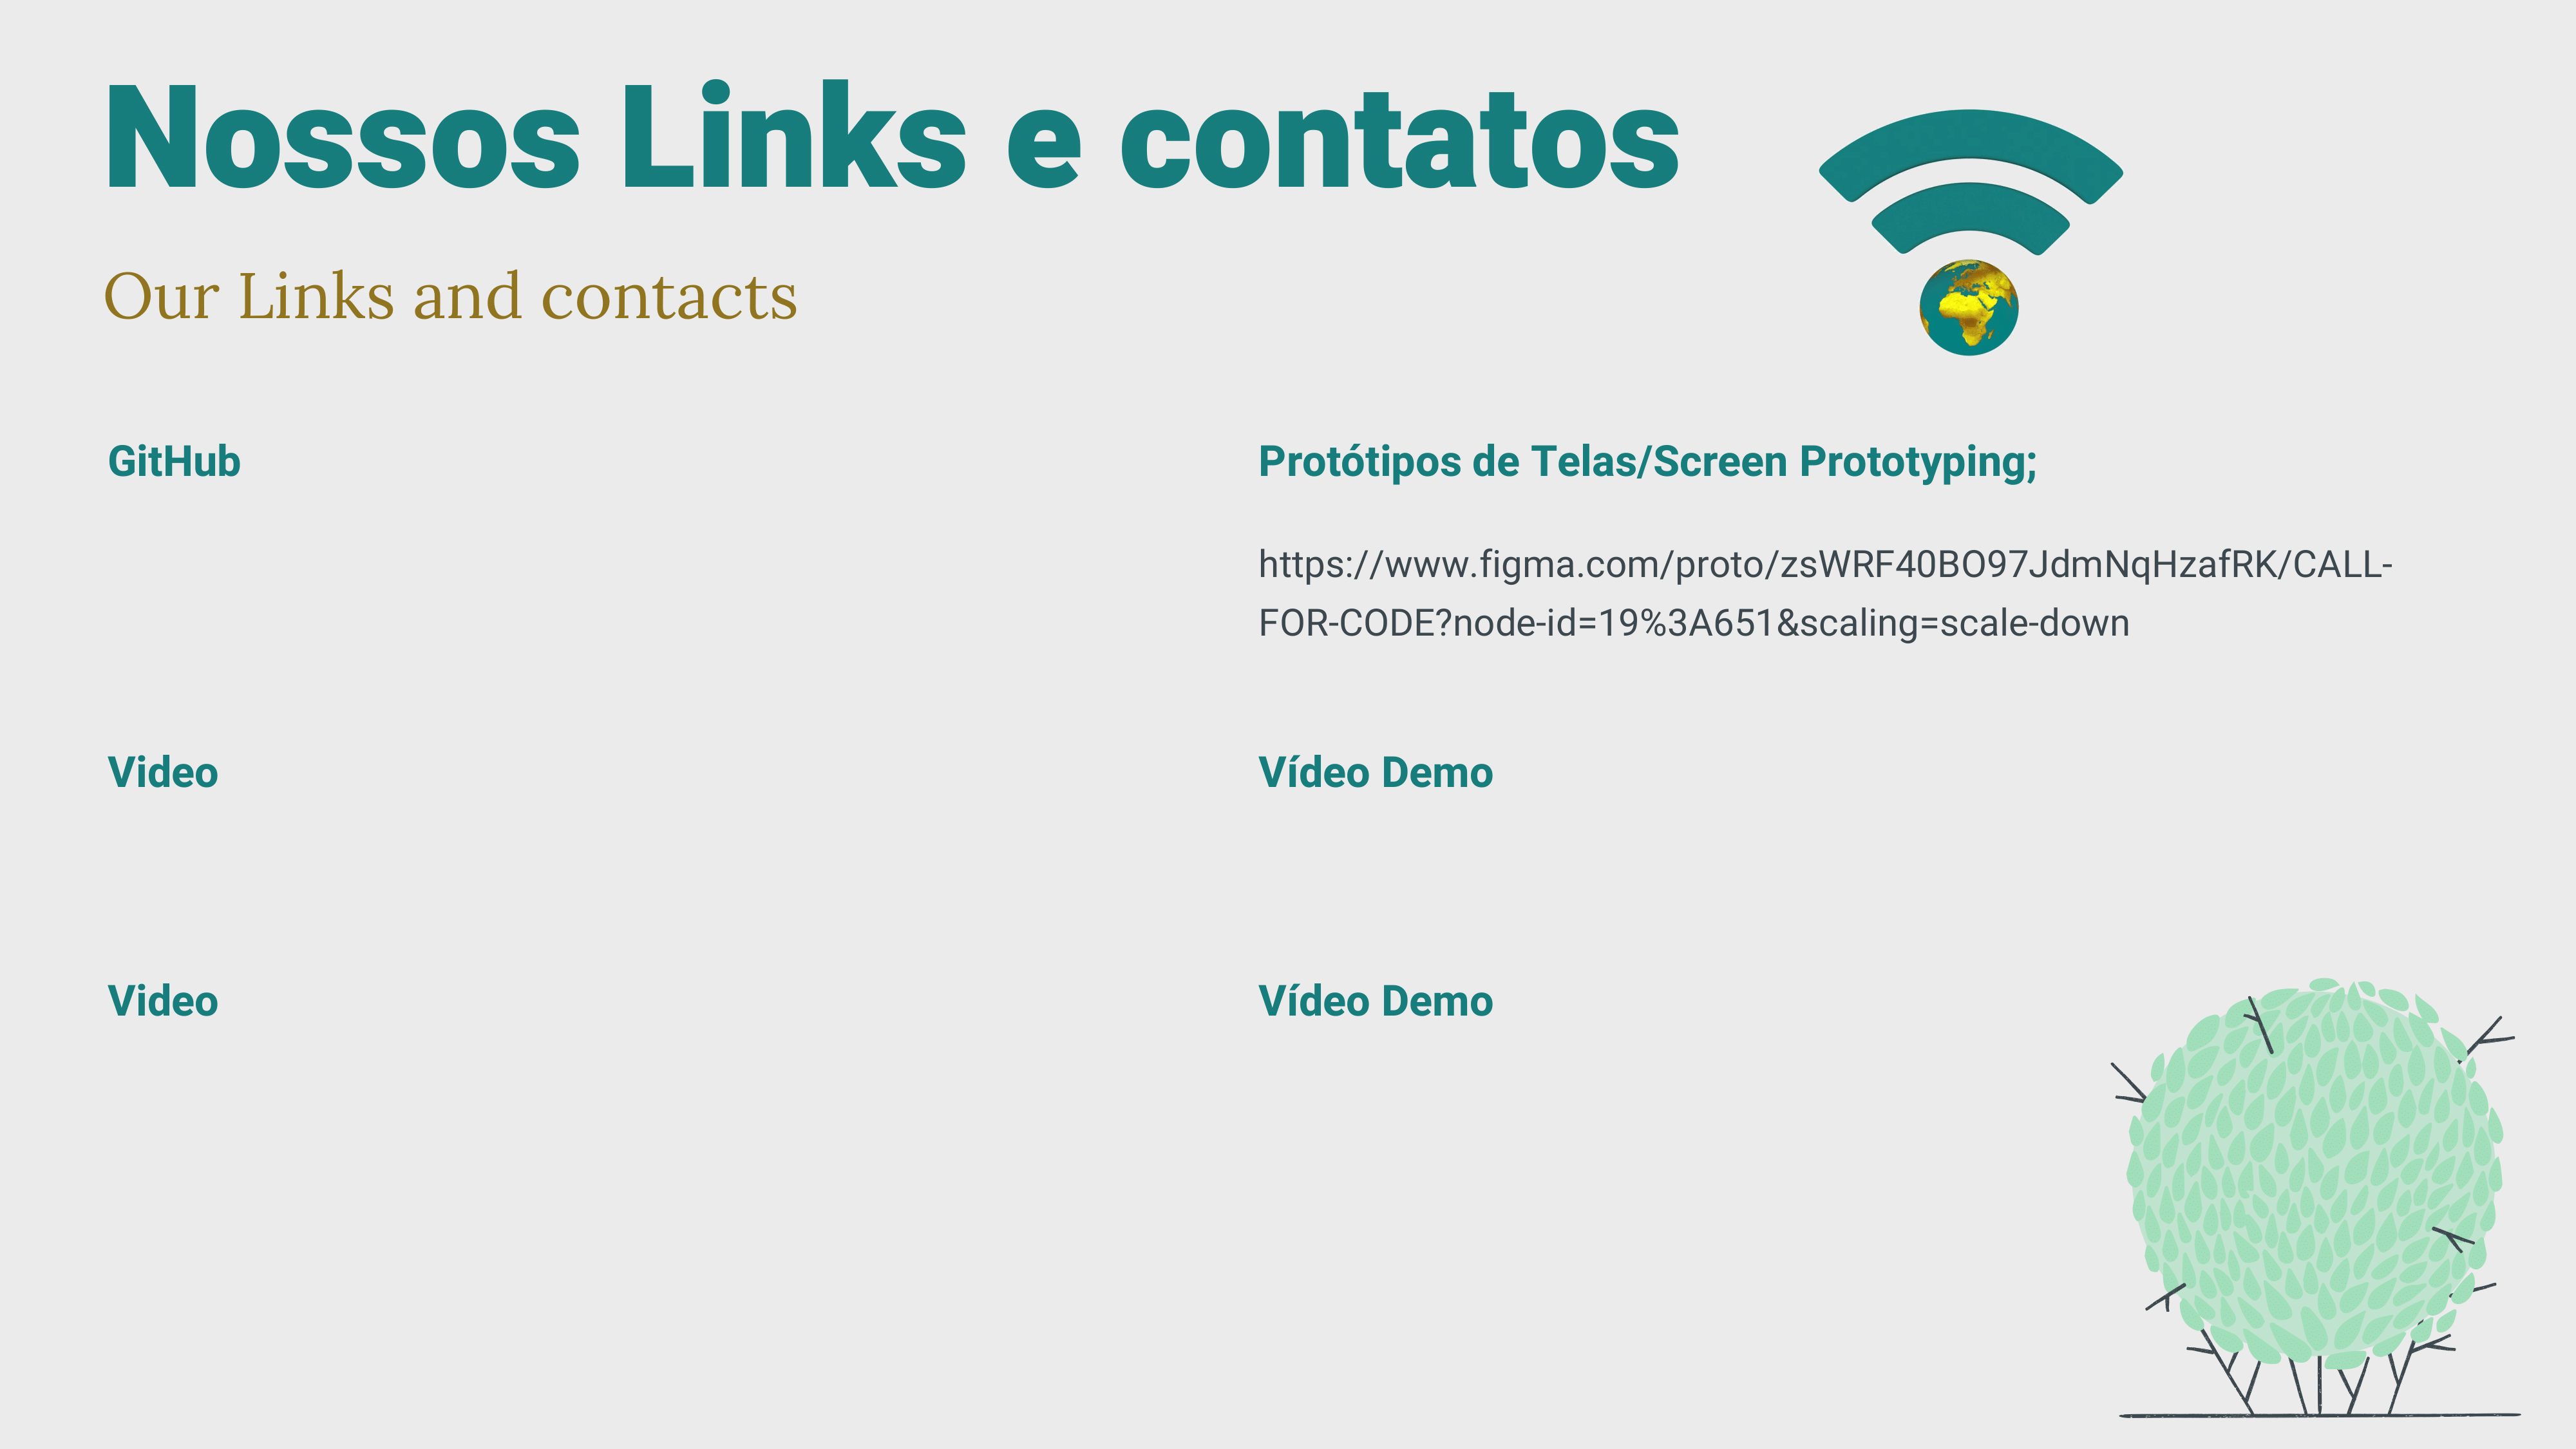 Nossos Links e contatos
Our Links and contacts
GitHub
Protótipos de Telas/Screen Prototyping;
https://www.figma.com/proto/zsWRF40BO97JdmNqHzafRK/CALL-
FOR-CODE?node-id=19%3A651&scaling=scale-down
Video
Vídeo Demo
Video
Vídeo Demo